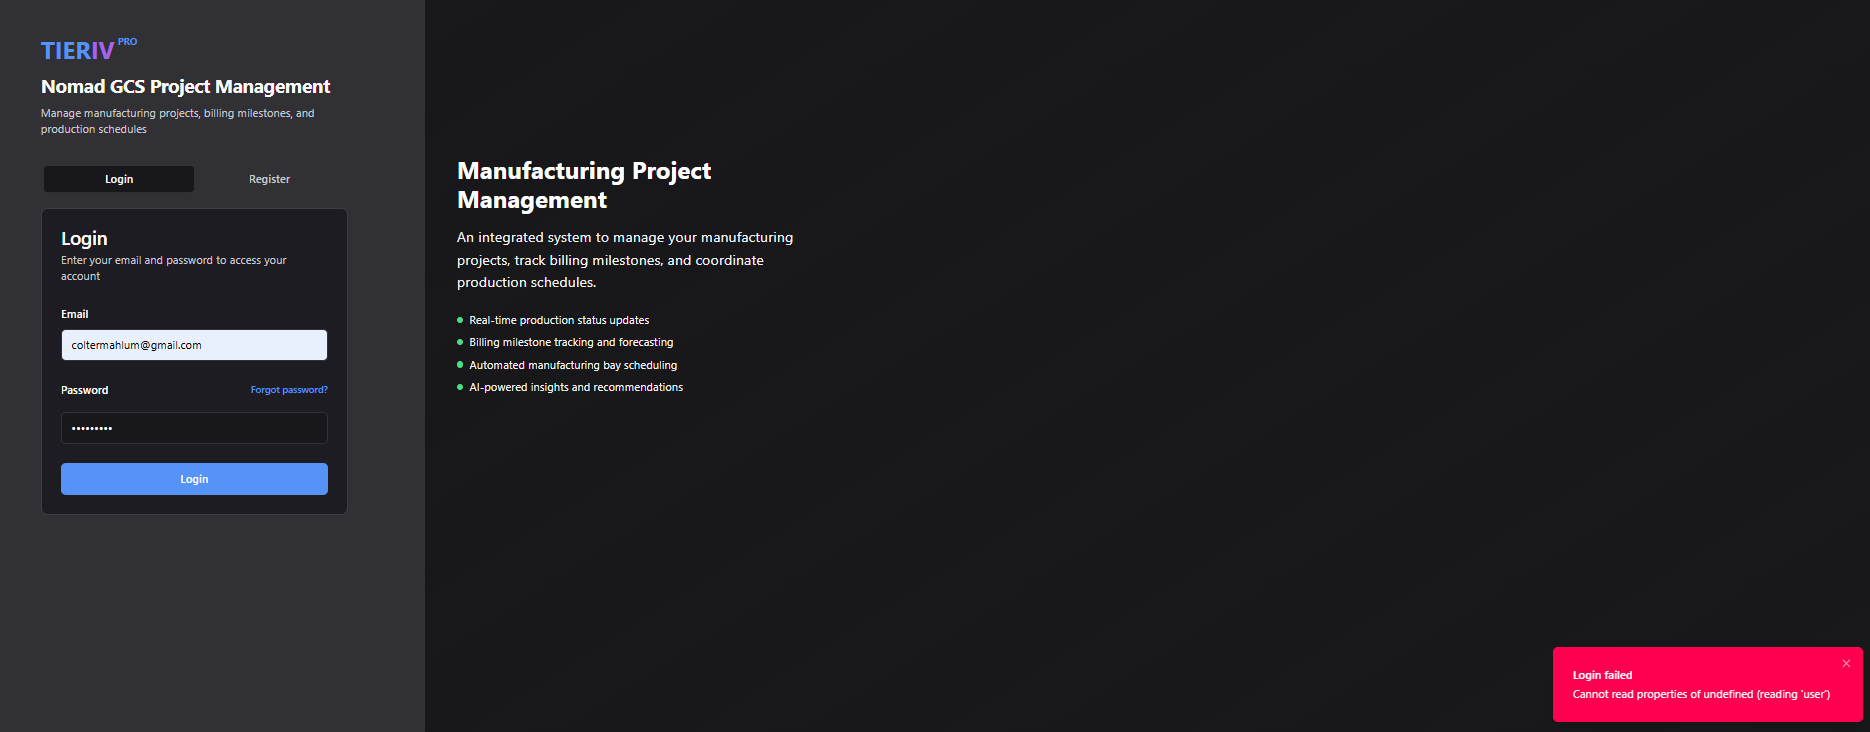 TIERIV PRO
Nomad GCS Project Management
Manage manufacturing projects, billing milestones, and
production schedules
Login Register
Login
Enter your email and password to access your
account
Email
coltermahlum@gmail.com
Password Forgot password?
•••••••••
Login
Manufacturing Project
Management
An integrated system to manage your manufacturing
projects, track billing milestones, and coordinate
production schedules.
Real-time production status updates
Billing milestone tracking and forecasting
Automated manufacturing bay scheduling
AI-powered insights and recommendations
Login failed
Cannot read properties of undefined (reading 'user')